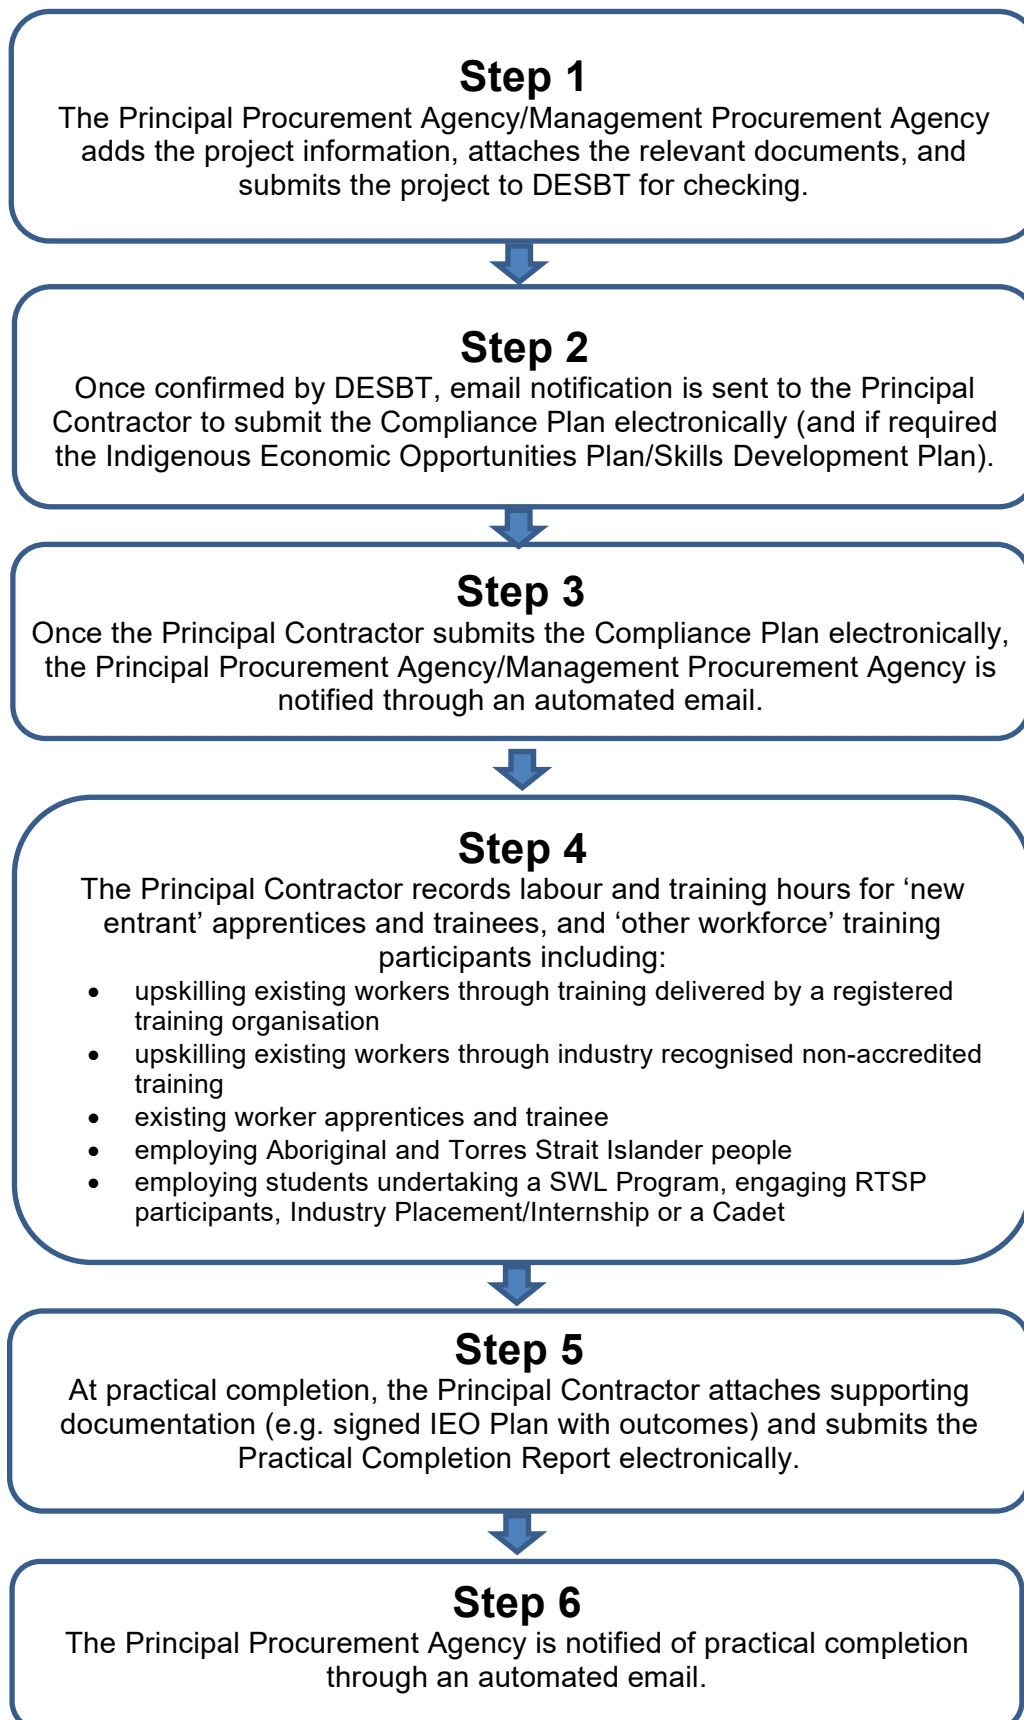 Step 1
The Principal Procurement Agency/Management Procurement Agency
adds the project information, attaches the relevant documents, and
submits the project to DESBT for checking.
Step 2
Once confirmed by DESBT, email notification is sent to the Principal
Contractor to submit the Compliance Plan electronically (and if required
the Indigenous Economic Opportunities Plan/Skills Development Plan).
Step 3
Once the Principal Contractor submits the Compliance Plan electronically,
the Principal Procurement Agency/Management Procurement Agency is
notified through an automated email.
Step 4
The Principal Contractor records labour and training hours for ‘new
entrant’ apprentices and trainees, and ‘other workforce’ training
participants including:
• upskilling existing workers through training delivered by a registered
training organisation
• upskilling existing workers through industry recognised non-accredited
training
• existing worker apprentices and trainee
• employing Aboriginal and Torres Strait Islander people
• employing students undertaking a SWL Program, engaging RTSP
participants, Industry Placement/Internship or a Cadet
Step 5
At practical completion, the Principal Contractor attaches supporting
documentation (e.g. signed IEO Plan with outcomes) and submits the
Practical Completion Report electronically.
Step 6
The Principal Procurement Agency is notified of practical completion
through an automated email.